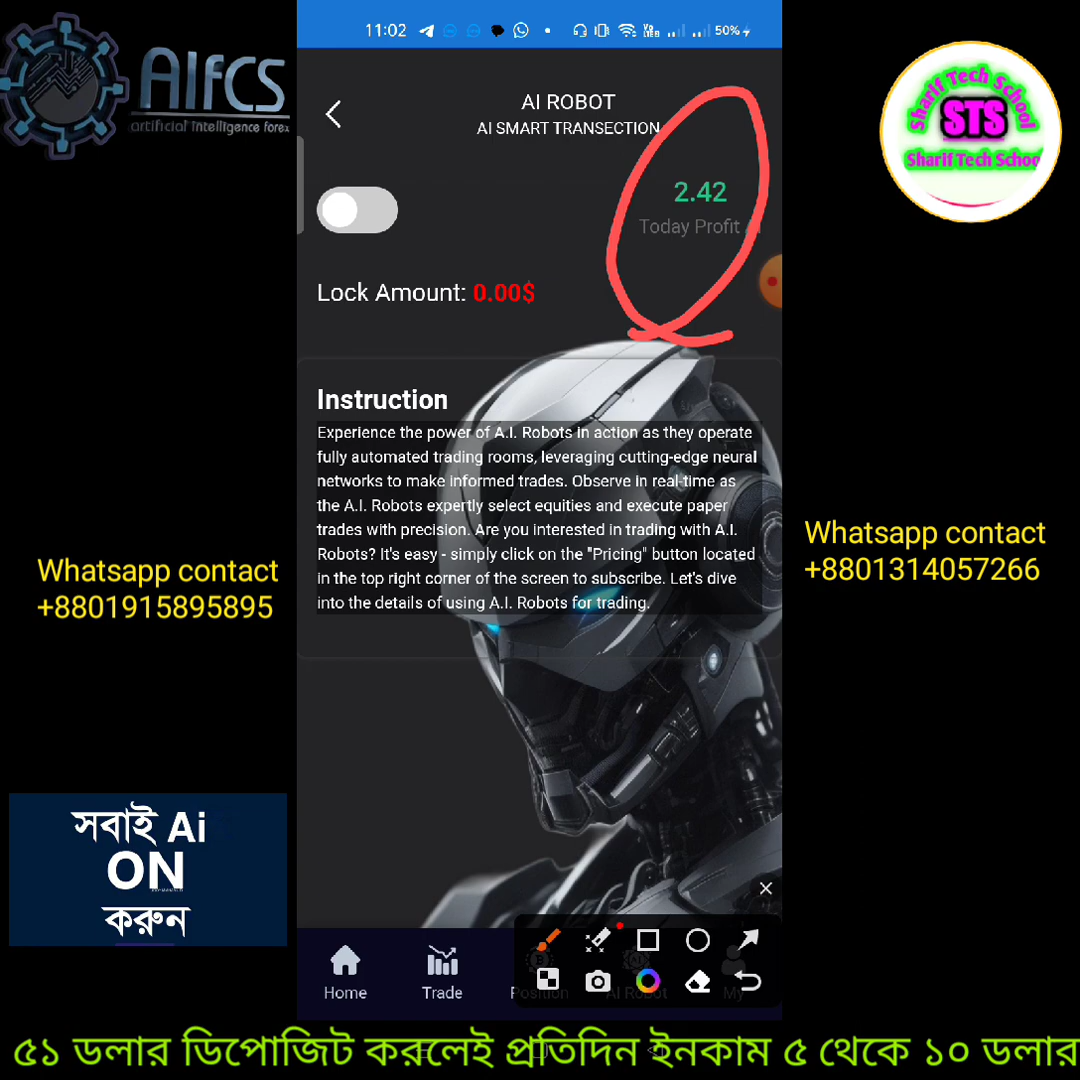 AIfCS
artificial intelligence forex
11:02
50%
AI ROBOT
AI SMART TRANSECTION
Sharif Tech School
STS
Sharif Tech Schoo
2.42
Today Profit
Lock Amount: 0.00$
Instruction
Experience the power of A.I. Robots in action as they operate
fully automated trading rooms, leveraging cutting-edge neural
networks to make informed trades. Observe in real-time as
the A.I. Robots expertly select equities and execute paper
trades with precision. Are you interested in trading with A.I.
Robots? It's easy - simply click on the "Pricing" button located
in the top right corner of the screen to subscribe. Let's dive
into the details of using A.I. Robots for trading.
Whatsapp contact
+8801915895895
Whatsapp contact
+8801314057266
সবাই Ai
ON
করুন
Home
Trade
Position
AI Robot
My
৫১ ডলার ডিপোজিট করলেই প্রতিদিন ইনকাম ৫ থেকে ১০ ডলার